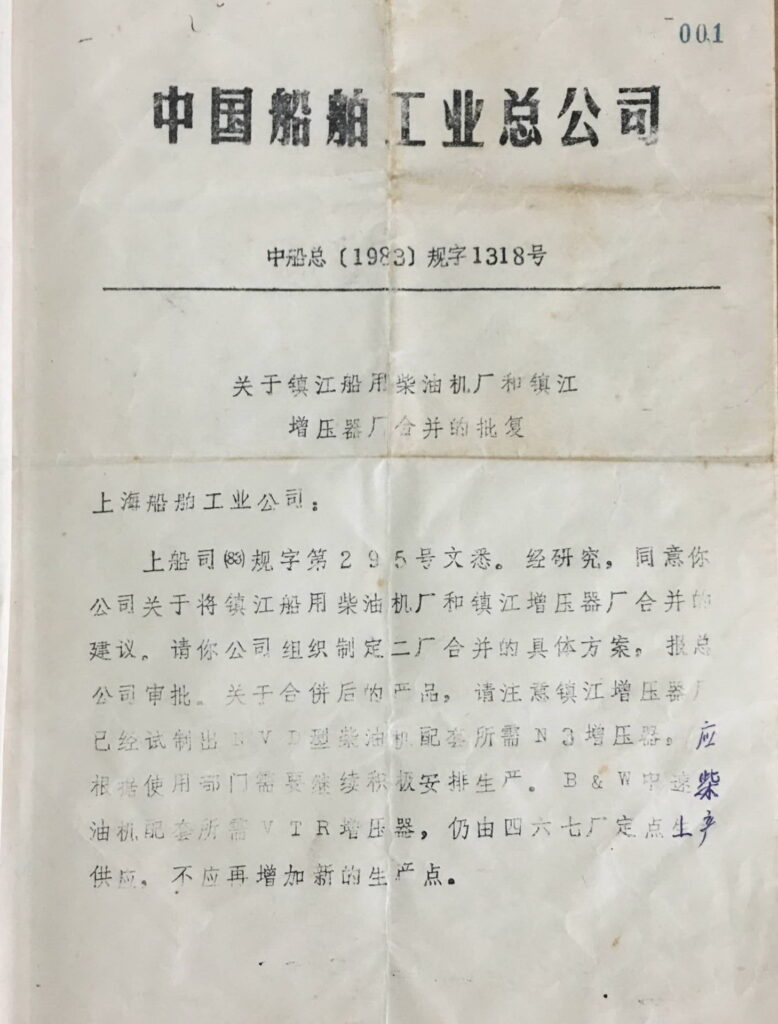 001
中国船舶工业总公司
中船总〔1983〕规字1318号
关于镇江船用柴油机厂和镇江
增压器厂合并的批复
上海船舶工业公司：
上船司(83)规字第295号文悉。经研究，同意你
公司关于将镇江船用柴油机厂和镇江增压器厂合并的
建议。请你公司组织制定二厂合并的具体方案，报总
公司审批。关于合併后的产品，请注意镇江增压器厂
已经试制出NVD型柴油机配套所需N3增压器，应
根据使用部门需要继续积极安排生产。B&W中速柴
油机配套所需VTR增压器，仍由四六七厂定点生产
供应，不应再增加新的生产点。